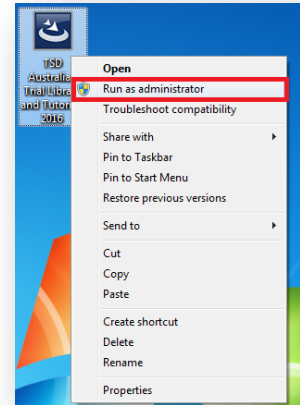 TSD
Australia
Trial Libra
and Tutor
2016
Open
Run as administrator
Troubleshoot compatibility
Share with
Pin to Taskbar
Pin to Start Menu
Restore previous versions
Send to
Cut
Copy
Paste
Create shortcut
Delete
Rename
Properties